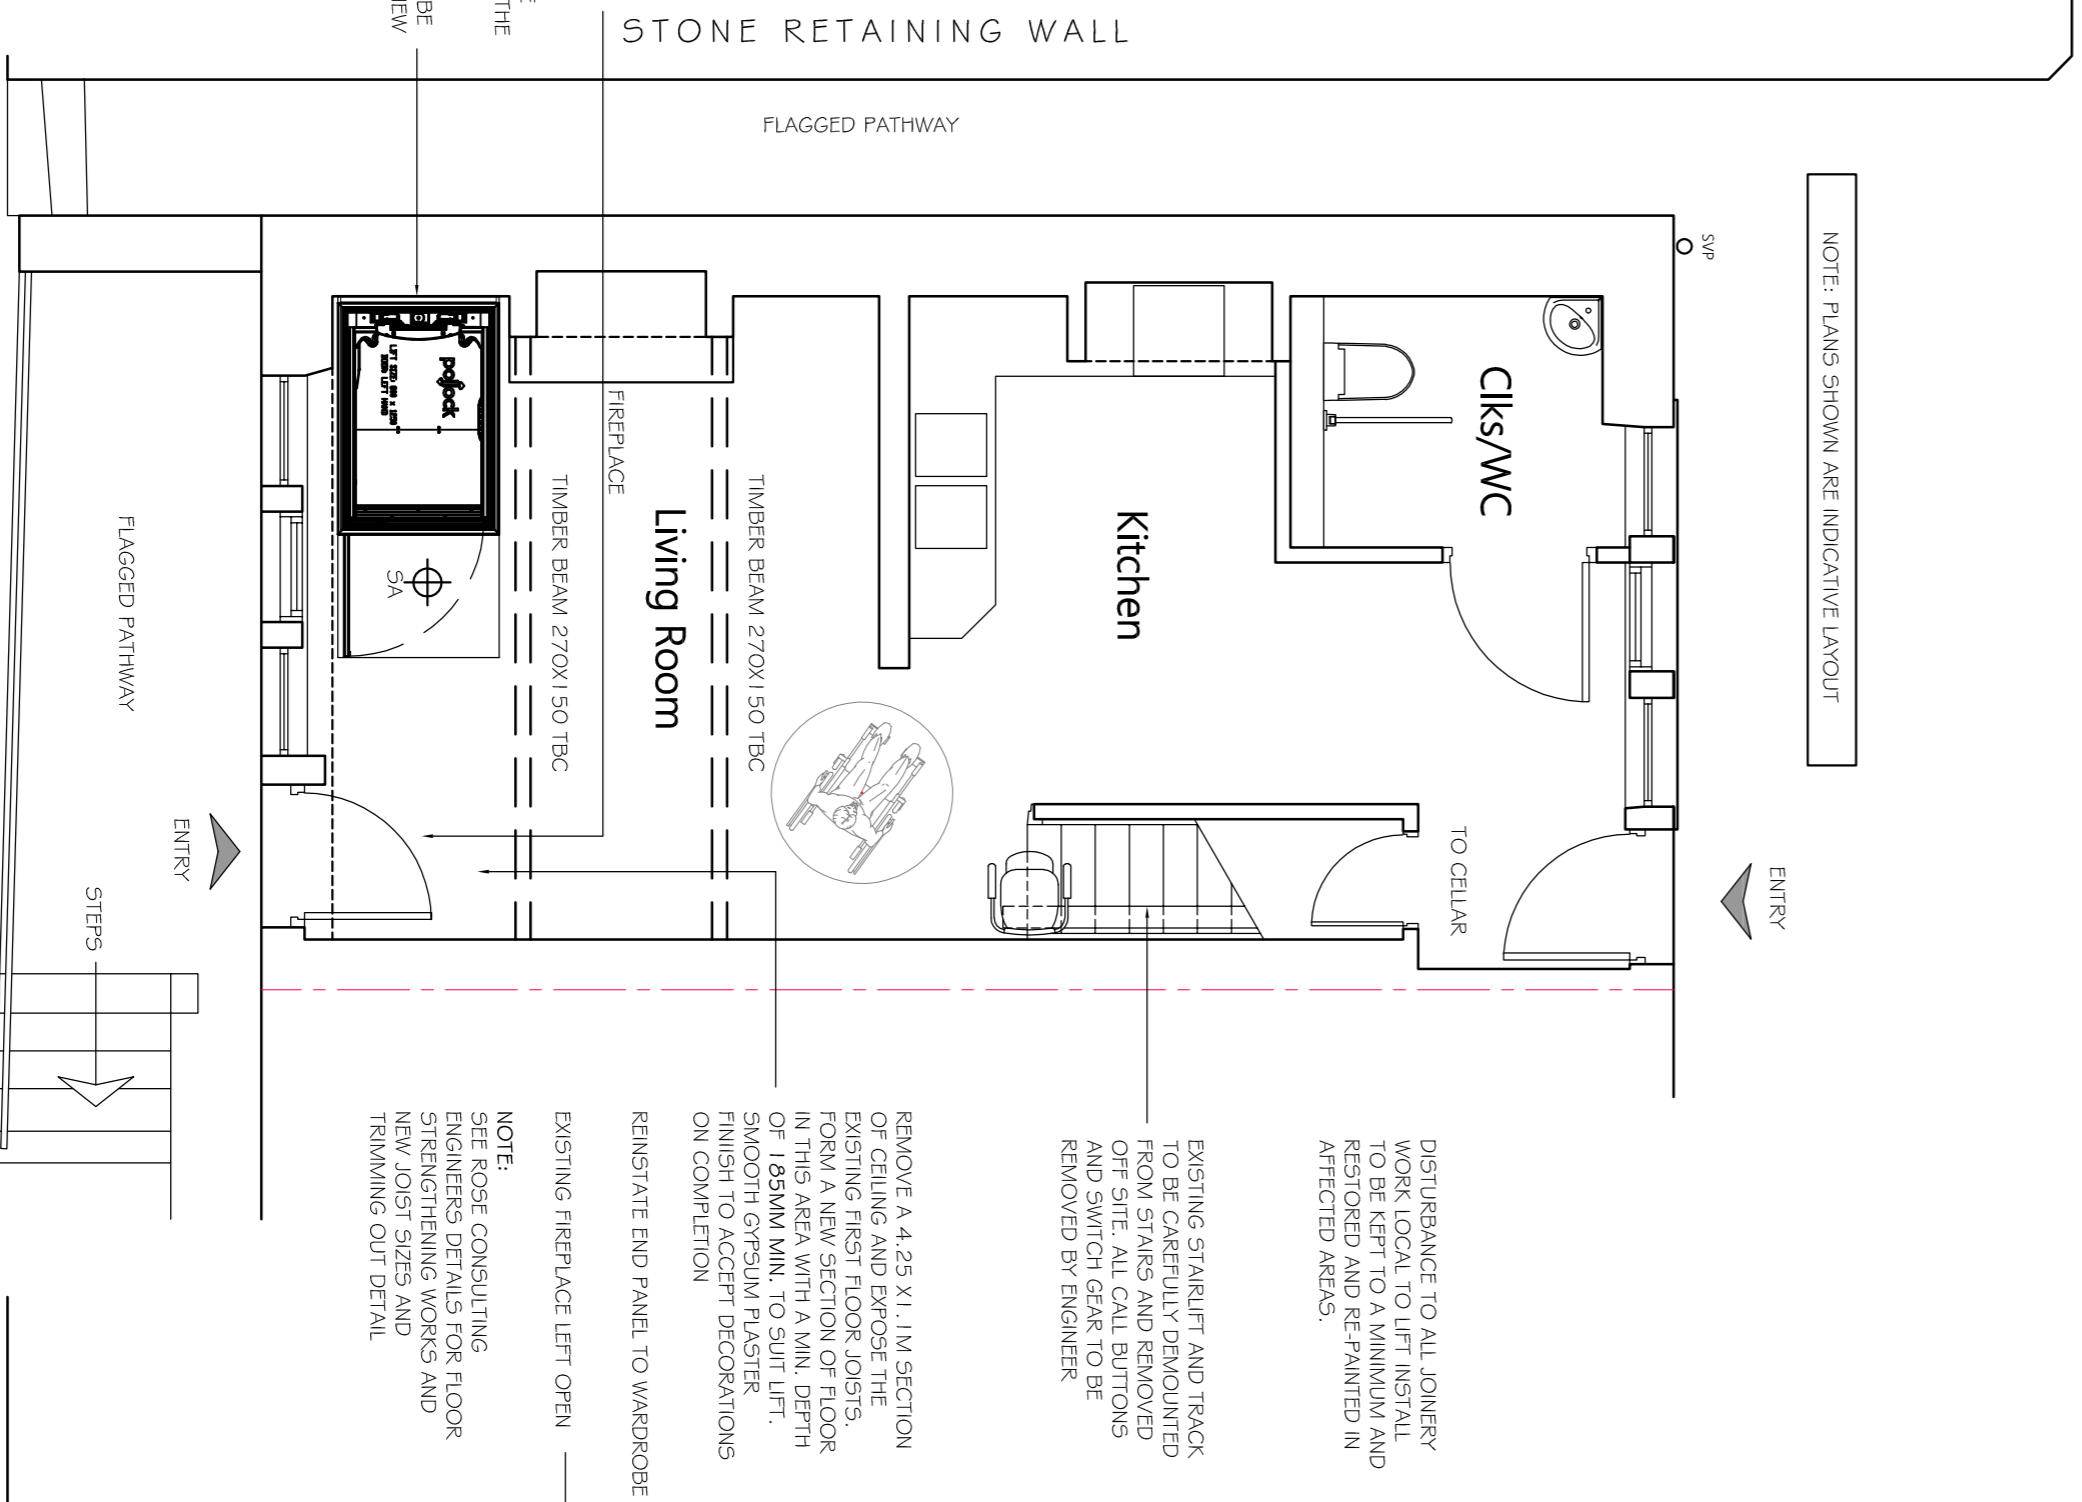 STONE RETAINING WALL
THE
BE
FLAGGED PATHWAY
NOTE: PLANS SHOWN ARE INDICATIVE LAYOUT
SVP
Clks/WC
Kitchen
Living Room
FIREPLACE
TIMBER BEAM 270X150 TBC
TIMBER BEAM 270X150 TBC
pollock
SA
TO CELLAR
ENTRY
ENTRY
FLAGGED PATHWAY
STEPS
DISTURBANCE TO ALL JOINERY
WORK LOCAL TO LIFT INSTALL
TO BE KEPT TO A MINIMUM AND
RESTORED AND RE-PAINTED IN
AFFECTED AREAS.
EXISTING STAIRLIFT AND TRACK
TO BE CAREFULLY DEMOUNTED
FROM STAIRS AND REMOVED
OFF SITE. ALL CALL BUTTONS
AND SWITCH GEAR TO BE
REMOVED BY ENGINEER
REMOVE A 4.25 X1.1M SECTION
OF CEILING AND EXPOSE THE
EXISTING FIRST FLOOR JOISTS.
FORM A NEW SECTION OF FLOOR
IN THIS AREA WITH A MIN. DEPTH
OF 185MM MIN. TO SUIT LIFT.
SMOOTH GYPSUM PLASTER
FINISH TO ACCEPT DECORATIONS
ON COMPLETION
REINSTATE END PANEL TO WARDROBE
EXISTING FIREPLACE LEFT OPEN
NOTE:
SEE ROSE CONSULTING
ENGINEERS DETAILS FOR FLOOR
STRENGTHENING WORKS AND
NEW JOIST SIZES AND
TRIMMING OUT DETAIL